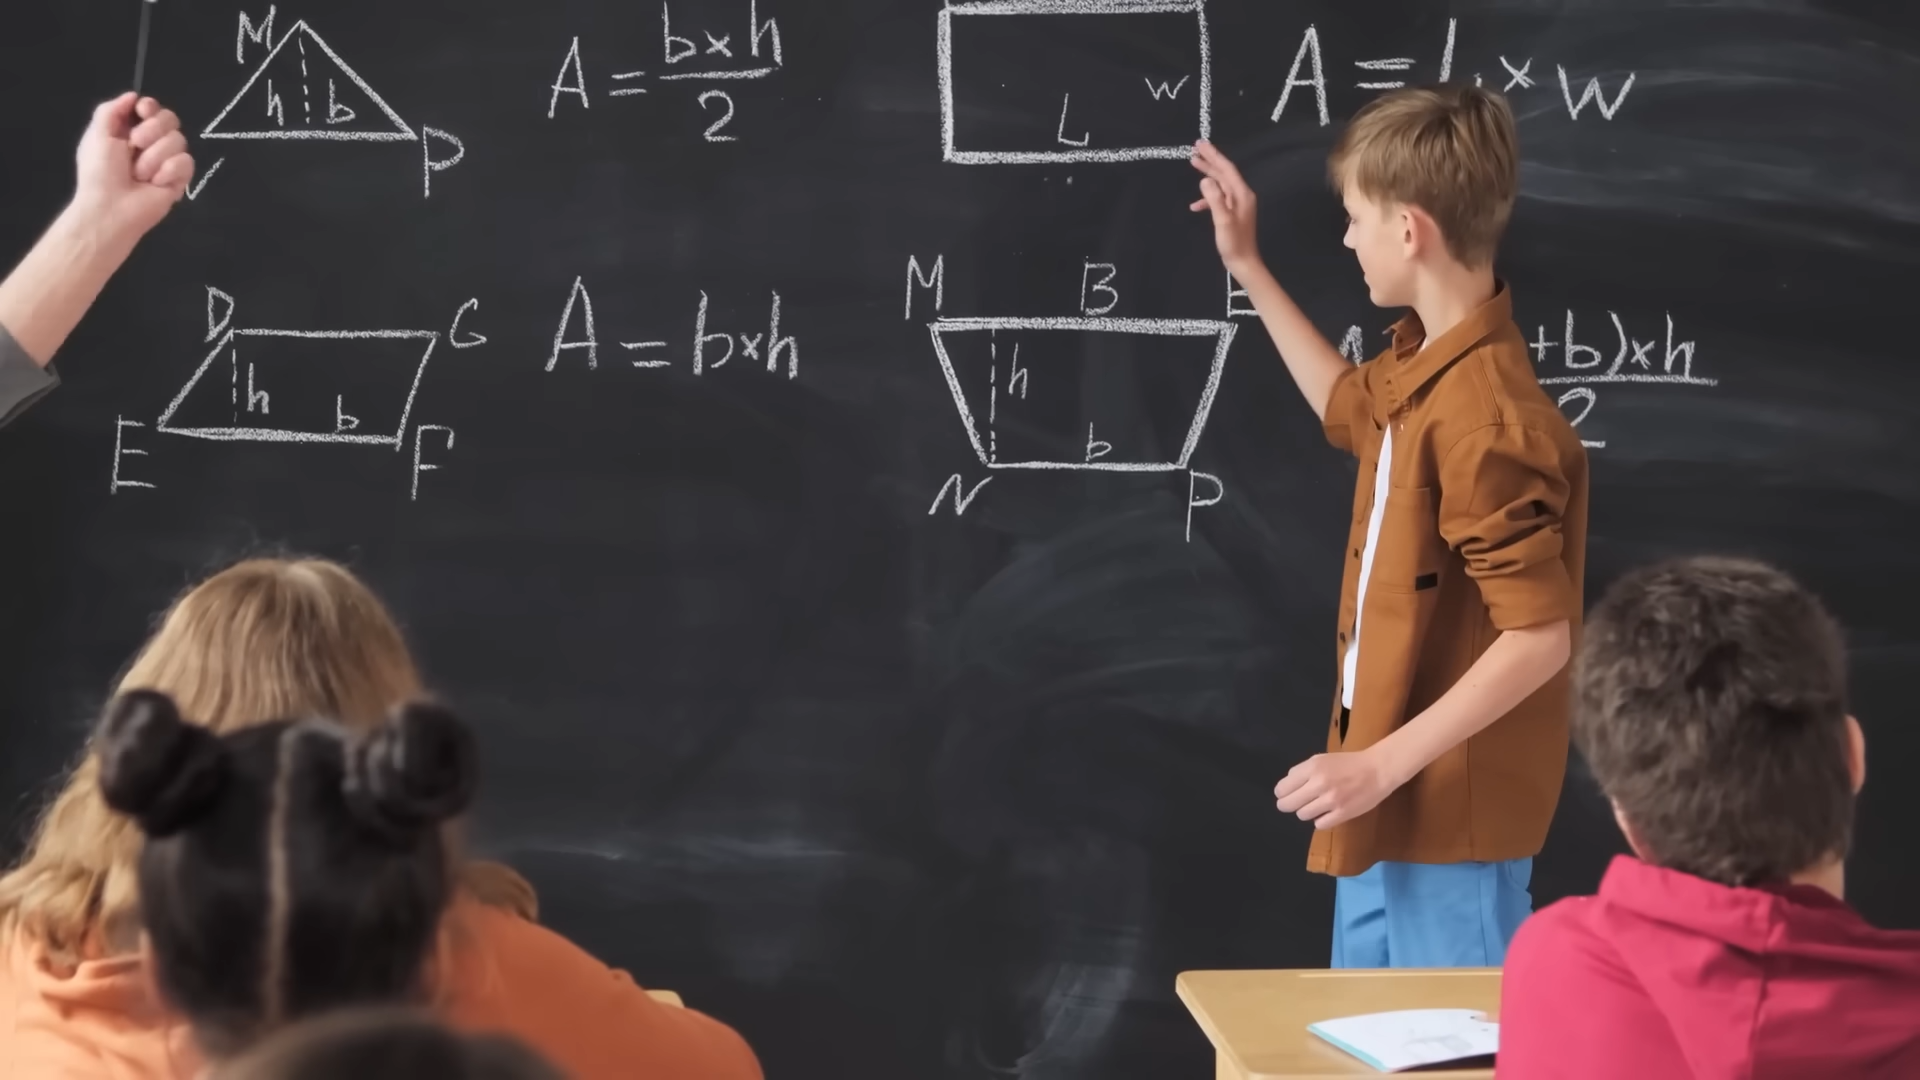 M
h b
N P
A = b×h
2
L w
A = L × w
D G
h b
E F
A = b×h
M B E
h
b
N P
+b)×h
2